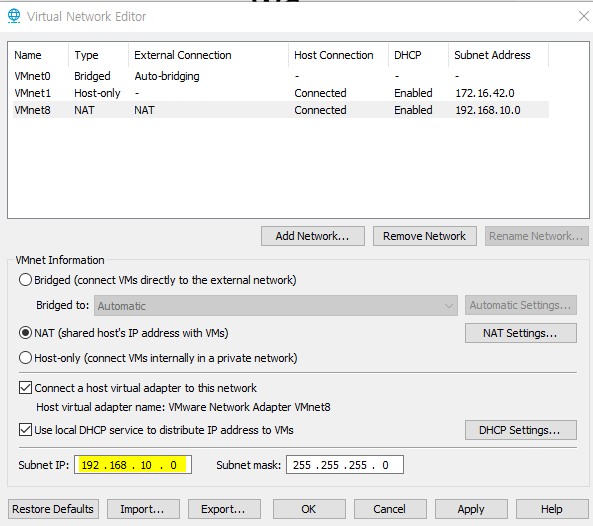 Virtual Network Editor
Name Type External Connection Host Connection DHCP Subnet Address
VMnet0 Bridged Auto-bridging - - -
VMnet1 Host-only - Connected Enabled 172.16.42.0
VMnet8 NAT NAT Connected Enabled 192.168.10.0
Add Network... Remove Network Rename Network...
VMnet Information
Bridged (connect VMs directly to the external network)
Bridged to: Automatic Automatic Settings...
NAT (shared host's IP address with VMs) NAT Settings...
Host-only (connect VMs internally in a private network)
Connect a host virtual adapter to this network
Host virtual adapter name: VMware Network Adapter VMnet8
Use local DHCP service to distribute IP address to VMs DHCP Settings...
Subnet IP: 192 . 168 . 10 . 0 Subnet mask: 255 . 255 . 255 . 0
Restore Defaults Import... Export... OK Cancel Apply Help